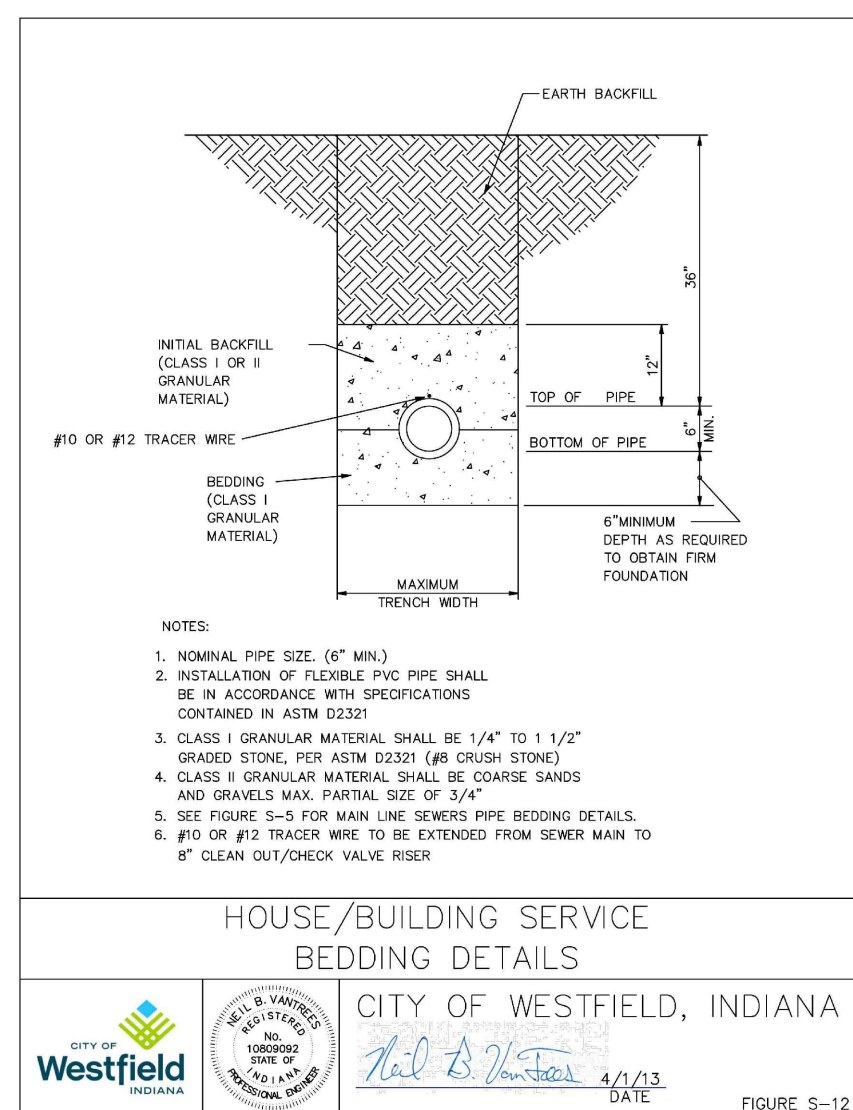 EARTH BACKFILL
36"
INITIAL BACKFILL
(CLASS I OR II
GRANULAR
MATERIAL)
12"
TOP OF PIPE
#10 OR #12 TRACER WIRE
6"
MIN.
BOTTOM OF PIPE
BEDDING
(CLASS I
GRANULAR
MATERIAL)
6"MINIMUM
DEPTH AS REQUIRED
TO OBTAIN FIRM
FOUNDATION
MAXIMUM
TRENCH WIDTH
NOTES:
1. NOMINAL PIPE SIZE. (6" MIN.)
2. INSTALLATION OF FLEXIBLE PVC PIPE SHALL
BE IN ACCORDANCE WITH SPECIFICATIONS
CONTAINED IN ASTM D2321
3. CLASS I GRANULAR MATERIAL SHALL BE 1/4" TO 1 1/2"
GRADED STONE, PER ASTM D2321 (#8 CRUSH STONE)
4. CLASS II GRANULAR MATERIAL SHALL BE COARSE SANDS
AND GRAVELS MAX. PARTIAL SIZE OF 3/4"
5. SEE FIGURE S-5 FOR MAIN LINE SEWERS PIPE BEDDING DETAILS.
6. #10 OR #12 TRACER WIRE TO BE EXTENDED FROM SEWER MAIN TO
8" CLEAN OUT/CHECK VALVE RISER
HOUSE/BUILDING SERVICE
BEDDING DETAILS
CITY OF
Westfield
INDIANA
NEIL B. VANTREES
REGISTERED
No.
10809092
STATE OF
INDIANA
PROFESSIONAL ENGINEER
CITY OF WESTFIELD, INDIANA
Neil B. VanTrees
4/1/13
DATE
FIGURE S-12